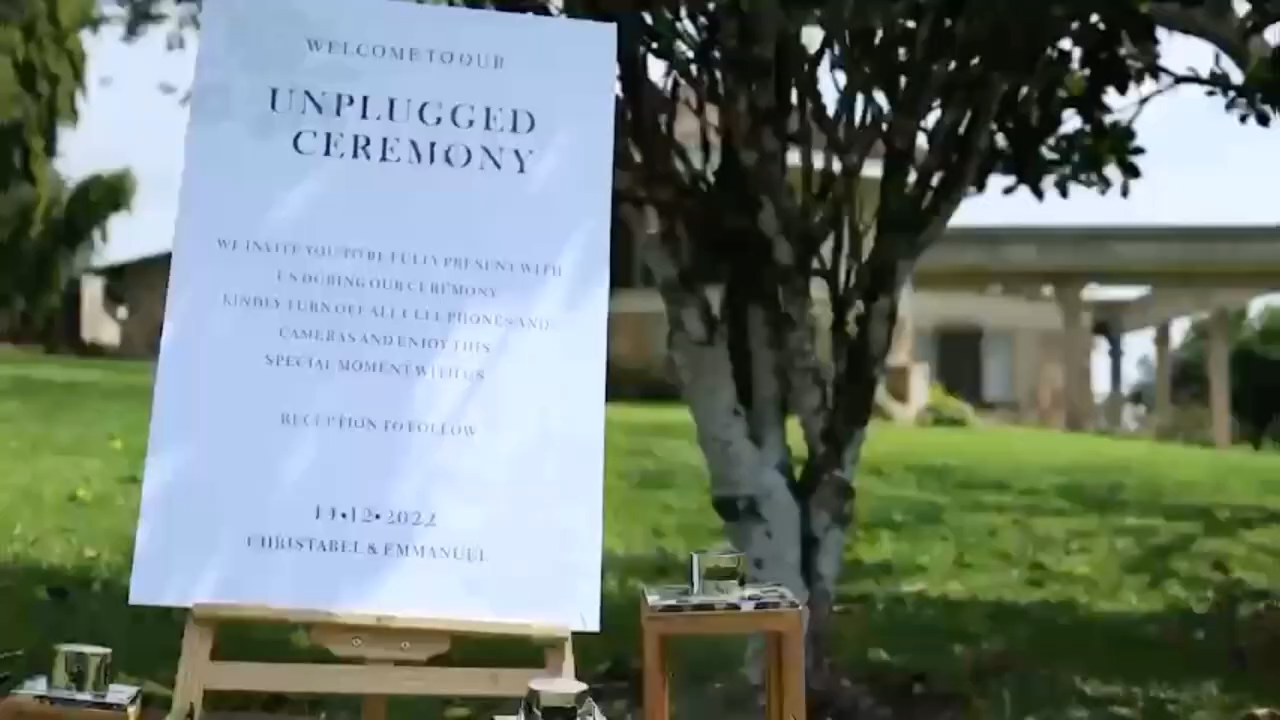 WELCOME TO OUR
UNPLUGGED
CEREMONY
WE INVITE YOU TO BE FULLY PRESENT WITH
US DURING OUR CEREMONY
KINDLY TURN OFF ALL CELL PHONES AND
CAMERAS AND ENJOY THIS
SPECIAL MOMENT WITH US
RECEPTION TO FOLLOW
•12•2022
CHRISTABEL & EMMANUEL